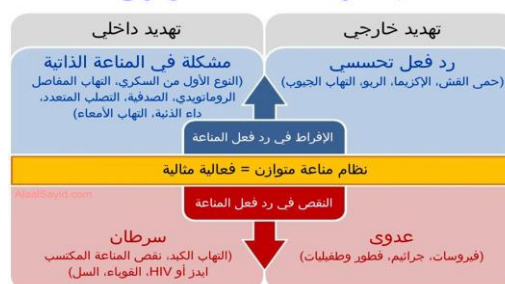 تهديد خارجي
تهديد داخلي
رد فعل تحسسي
(حمى القش، الإكزيما، الربو، التهاب الجيوب)
مشكلة في المناعة الذاتية
(النوع الأول من السكري، التهاب المفاصل
الروماتويدي، الصدفية، التصلب المتعدد،
داء الذئبة، التهاب الأمعاء)
الإفراط في رد فعل المناعة
نظام مناعة متوازن = فعالية مثالية
AlaalSayid.com
النقص في رد فعل المناعة
عدوى
(فيروسات، جراثيم، فطور وطفيليات)
سرطان
(التهاب الكبد، نقص المناعة المكتسب
ايدز أو HIV، القوباء، السل)